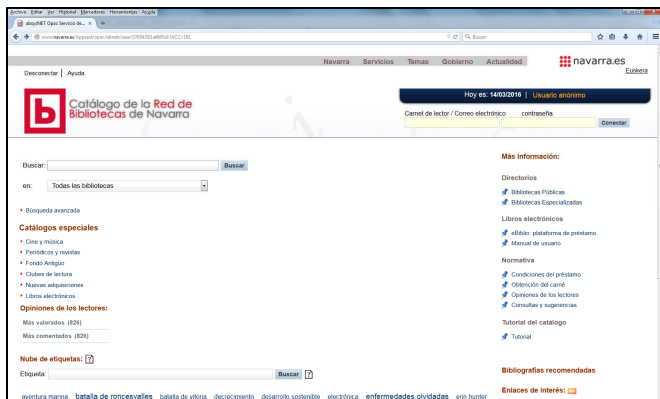 Archivo Editar Ver Historial Marcadores Herramientas Ayuda
absysNET Opac Servicio de...
Buscar
Navarra Servicios Temas Gobierno Actualidad
navarra.es
Desconectar | Ayuda
Euskera
Catálogo de la Red de
Bibliotecas de Navarra
Hoy es: 14/03/2016 | Usuario anónimo
Carnet de lector / Correo electrónico contraseña
Conectar
Buscar: Buscar
en: Todas las bibliotecas
Búsqueda avanzada
Catálogos especiales
Cine y música
Periódicos y revistas
Fondo Antiguo
Clubes de lectura
Nuevas adquisiciones
Libros electrónicos
Opiniones de los lectores:
Más valorados (826)
Más comentados (826)
Nube de etiquetas: ?
Etiqueta: Buscar ?
aventura marina batalla de roncesvalles batalla de vitoria decrecimiento desarrollo sostenible electrónica enfermedades olvidadas erin hunter
Más información:
Directorios
Bibliotecas Públicas
Bibliotecas Especializadas
Libros electrónicos
eBiblio: plataforma de préstamo
Manual de usuario
Normativa
Condiciones del préstamo
Obtención del carné
Opiniones de los lectores
Consultas y sugerencias
Tutorial del catálogo
Tutorial
Bibliografías recomendadas
Enlaces de interés: